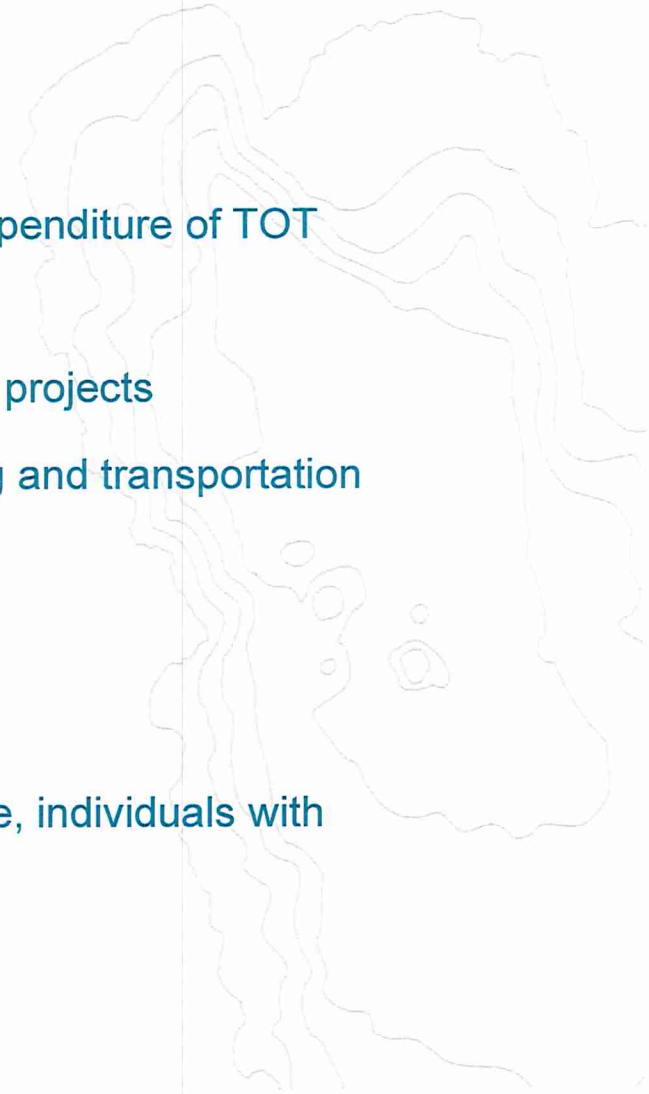 penditure of TOT
projects
and transportation
individuals with